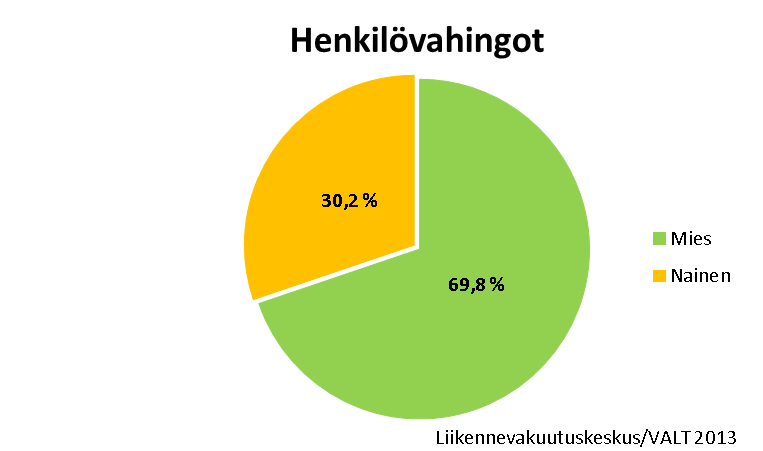 Henkilövahingot
30,2 %
69,8 %
Mies
Nainen
Liikennevakuutuskeskus/VALT 2013